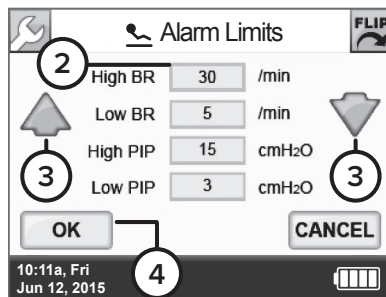 Alarm Limits
FLIP
2
High BR 30 /min
Low BR 5 /min
High PIP 15 cmH2O
Low PIP 3 cmH2O
3 3
OK CANCEL
4
10:11a, Fri
Jun 12, 2015